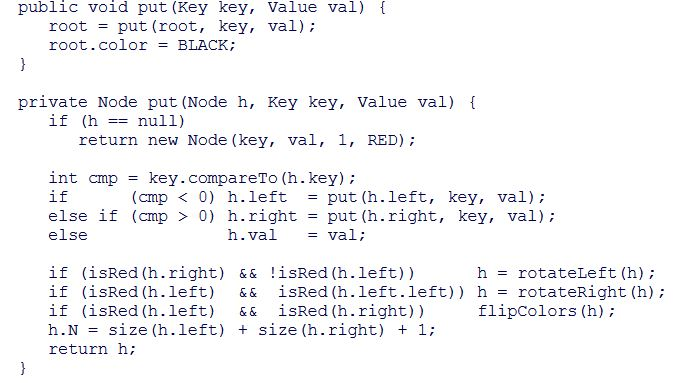 public void put(Key key, Value val) {
   root = put(root, key, val);
   root.color = BLACK;
}

private Node put(Node h, Key key, Value val) {
   if (h == null)
      return new Node(key, val, 1, RED);

   int cmp = key.compareTo(h.key);
   if      (cmp < 0) h.left  = put(h.left, key, val);
   else if (cmp > 0) h.right = put(h.right, key, val);
   else              h.val   = val;

   if (isRed(h.right) && !isRed(h.left))      h = rotateLeft(h);
   if (isRed(h.left)  &&  isRed(h.left.left)) h = rotateRight(h);
   if (isRed(h.left)  &&  isRed(h.right))     flipColors(h);
   h.N = size(h.left) + size(h.right) + 1;
   return h;
}